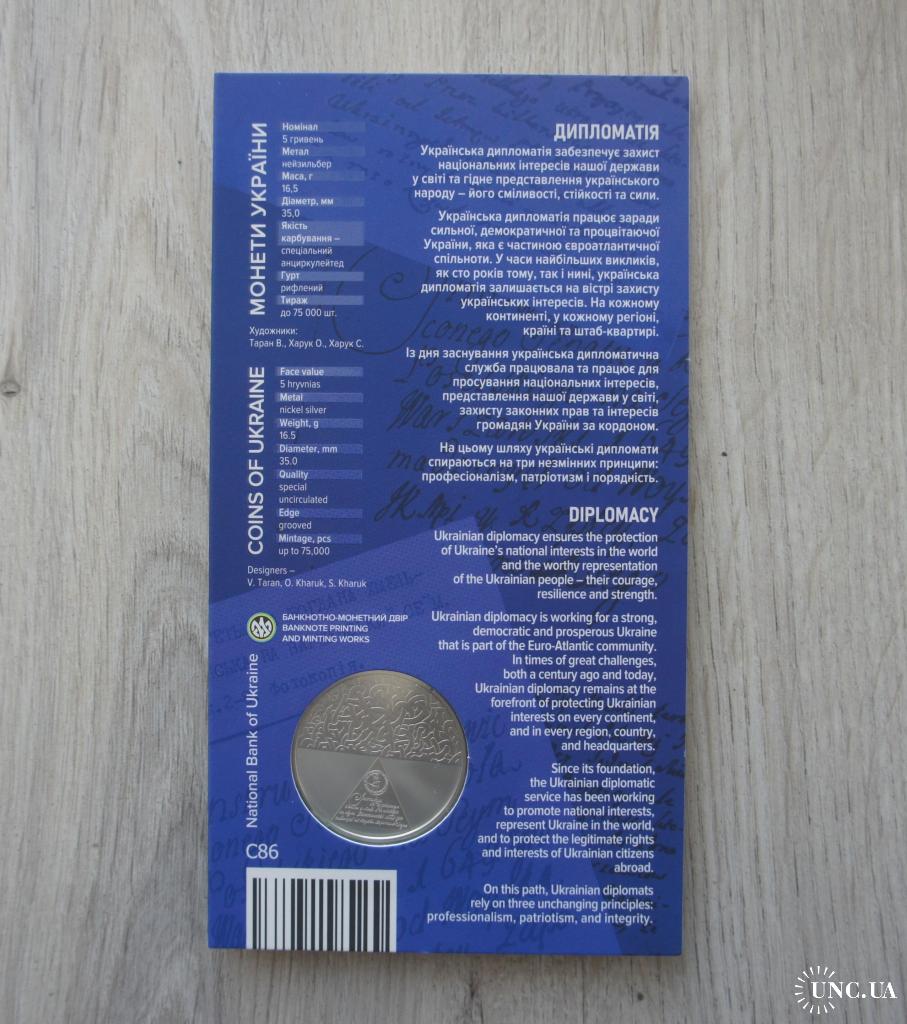 МОНЕТИ УКРАЇНИ
Номінал
5 гривень
Метал
нейзильбер
Маса, г
16,5
Діаметр, мм
35,0
Якість
карбування –
спеціальний
анциркулейтед
Гурт
рифлений
Тираж
до 75 000 шт.
Художники:
Таран В., Харук О., Харук С.
COINS OF UKRAINE
Face value
5 hryvnias
Metal
nickel silver
Weight, g
16.5
Diameter, mm
35.0
Quality
special
uncirculated
Edge
grooved
Mintage, pcs
up to 75,000
Designers –
V. Taran, O. Kharuk, S. Kharuk
БАНКНОТНО-МОНЕТНИЙ ДВІР
BANKNOTE PRINTING
AND MINTING WORKS
National Bank of Ukraine
C86
ДИПЛОМАТІЯ
Українська дипломатія забезпечує захист
національних інтересів нашої держави
у світі та гідне представлення українського
народу – його сміливості, стійкості та сили.
Українська дипломатія працює заради
сильної, демократичної та процвітаючої
України, яка є частиною євроатлантичної
спільноти. У часи найбільших викликів,
як сто років тому, так і нині, українська
дипломатія залишається на вістрі захисту
українських інтересів. На кожному
континенті, у кожному регіоні,
країні та штаб-квартирі.
Із дня заснування українська дипломатична
служба працювала та працює для
просування національних інтересів,
представлення нашої держави у світі,
захисту законних прав та інтересів
громадян України за кордоном.
На цьому шляху українські дипломати
спираються на три незмінних принципи:
професіоналізм, патріотизм і порядність.
DIPLOMACY
Ukrainian diplomacy ensures the protection
of Ukraine's national interests in the world
and the worthy representation
of the Ukrainian people – their courage,
resilience and strength.
Ukrainian diplomacy is working for a strong,
democratic and prosperous Ukraine
that is part of the Euro-Atlantic community.
In times of great challenges,
both a century ago and today,
Ukrainian diplomacy remains at the
forefront of protecting Ukrainian
interests on every continent,
and in every region, country,
and headquarters.
Since its foundation,
the Ukrainian diplomatic
service has been working
to promote national interests,
represent Ukraine in the world,
and to protect the legitimate rights
and interests of Ukrainian citizens
abroad.
On this path, Ukrainian diplomats
rely on three unchanging principles:
professionalism, patriotism, and integrity.
UNC.UA